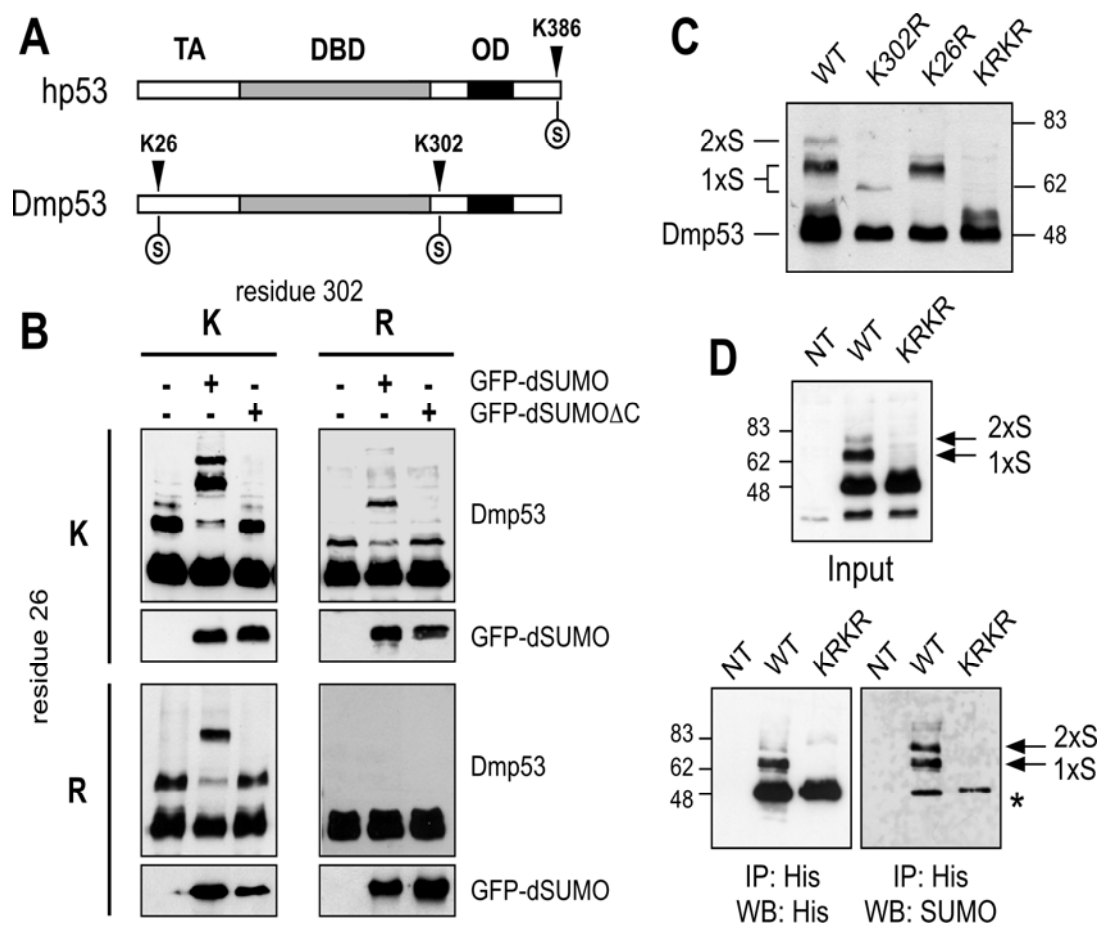 A
TA DBD OD K386
hp53
S
K26 K302
Dmp53
S S
B
residue 302
K R
- + - - + - GFP-dSUMO
- - + - - + GFP-dSUMOΔC
residue 26
K
Dmp53
GFP-dSUMO
R
Dmp53
GFP-dSUMO
C
WT K302R K26R KRKR
2xS 83
1xS 62
Dmp53 48
D
NT WT KRKR
83 2xS
62 1xS
48
Input
NT WT KRKR NT WT KRKR
83 2xS
62 1xS
48 *
IP: His IP: His
WB: His WB: SUMO